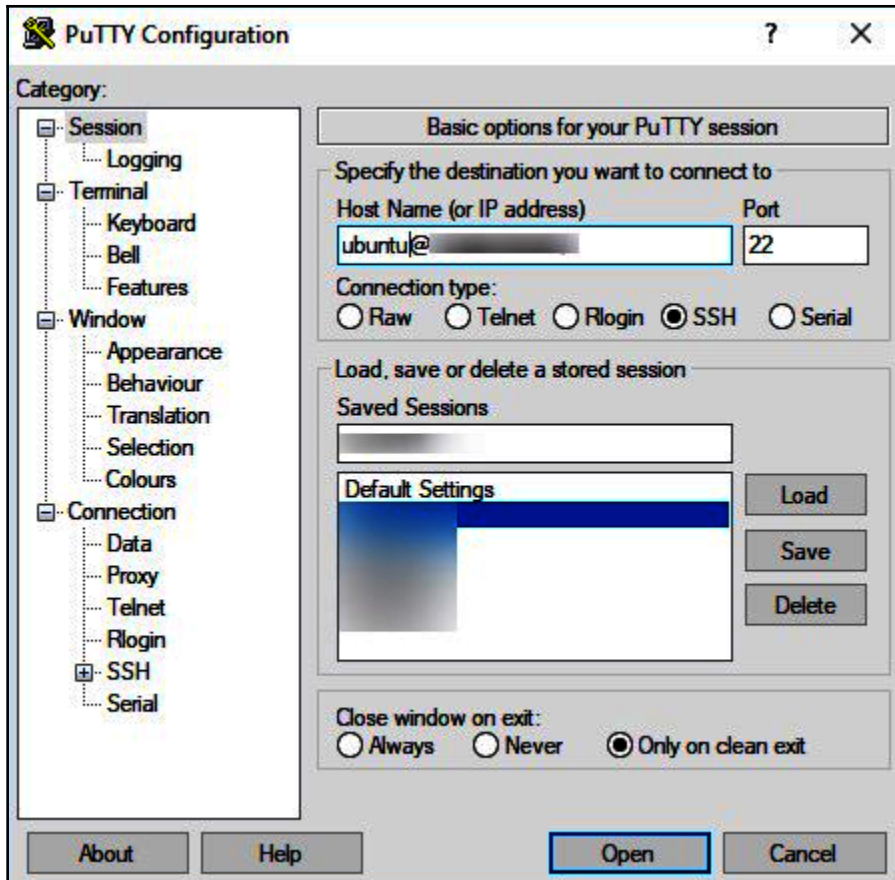 PuTTY Configuration ? X
Category:
Session
Logging
Terminal
Keyboard
Bell
Features
Window
Appearance
Behaviour
Translation
Selection
Colours
Connection
Data
Proxy
Telnet
Rlogin
SSH
Serial
Basic options for your PuTTY session
Specify the destination you want to connect to
Host Name (or IP address) Port
ubuntu@ 22
Connection type:
Raw Telnet Rlogin SSH Serial
Load, save or delete a stored session
Saved Sessions
Default Settings
Load
Save
Delete
Close window on exit:
Always Never Only on clean exit
About Help Open Cancel